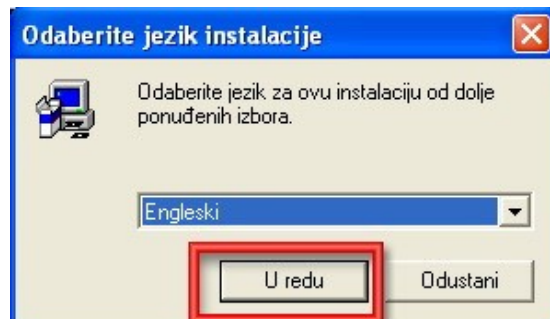 Odaberite jezik instalacije
Odaberite jezik za ovu instalaciju od dolje
ponuđenih izbora.
Engleski
U redu
Odustani